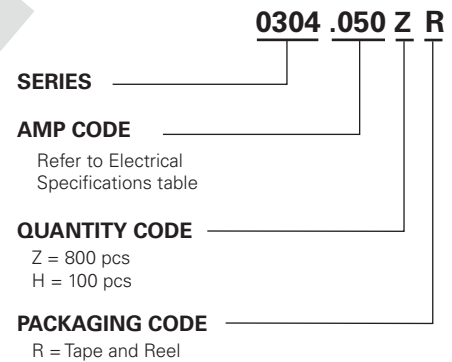 0304 .050 Z R
SERIES
AMP CODE
Refer to Electrical
Specifications table
QUANTITY CODE
Z = 800 pcs
H = 100 pcs
PACKAGING CODE
R = Tape and Reel